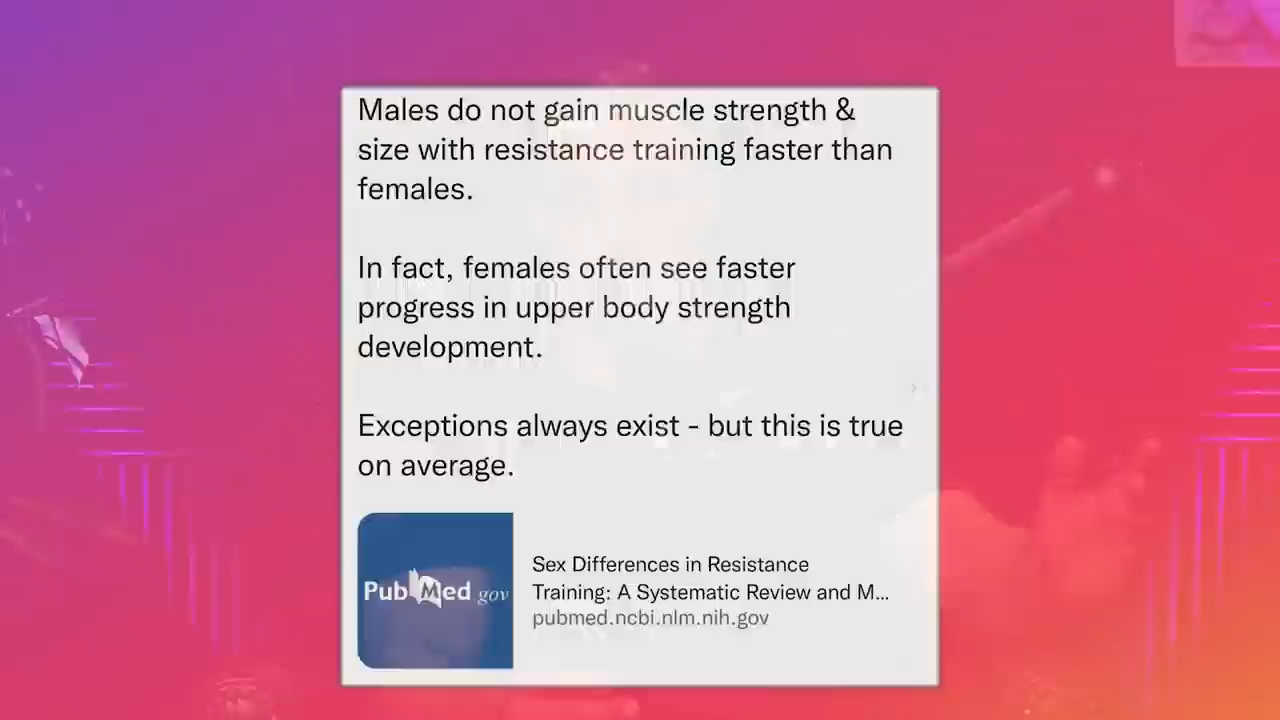 Males do not gain muscle strength &
size with resistance training faster than
females.
In fact, females often see faster
progress in upper body strength
development.
Exceptions always exist - but this is true
on average.
PubMed gov
Sex Differences in Resistance
Training: A Systematic Review and M...
pubmed.ncbi.nlm.nih.gov